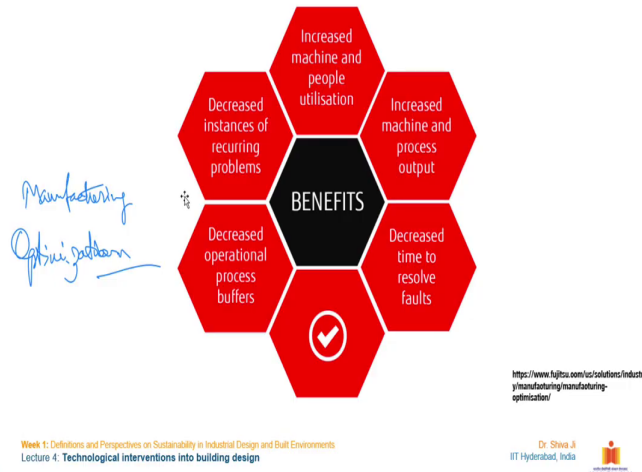 Increased
machine and
people
utilisation
Decreased
instances of
recurring
problems
Increased
machine and
process
output
BENEFITS
Manufacturing
Optimization
Decreased
operational
process
buffers
Decreased
time to
resolve
faults
https://www.fujitsu.com/us/solutions/indust
y/manufacturing/manufacturing-
optimisation/
Week 1: Definitions and Perspectives on Sustainability in Industrial Design and Built Environments
Lecture 4: Technological interventions into building design
Dr. Shiva Ji
IIT Hyderabad, India